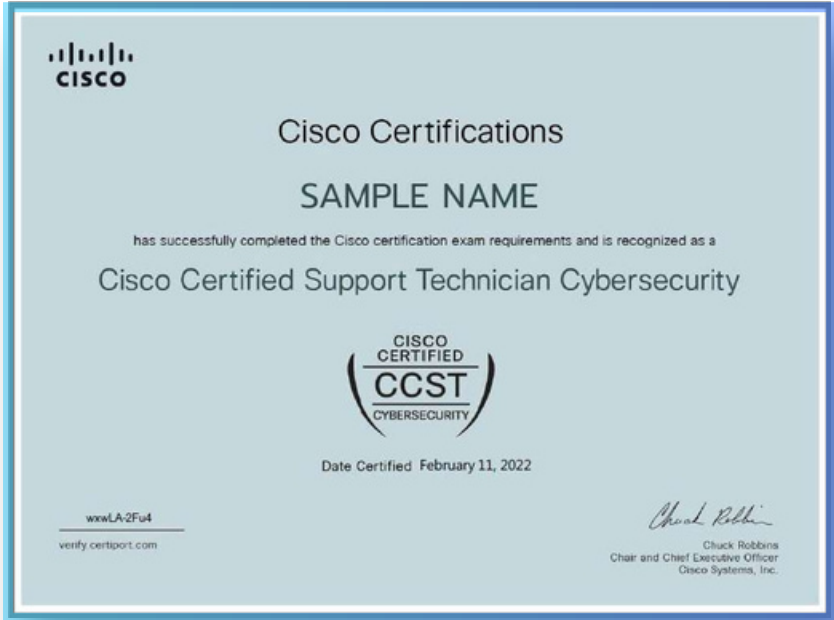 CISCO
Cisco Certifications
SAMPLE NAME
has successfully completed the Cisco certification exam requirements and is recognized as a
Cisco Certified Support Technician Cybersecurity
CISCO
CERTIFIED
CCST
CYBERSECURITY
Date Certified February 11, 2022
wxwLA-2Fu4
verify.certiport.com
Chuck Robbins
Chuck Robbins
Chair and Chief Executive Officer
Cisco Systems, Inc.